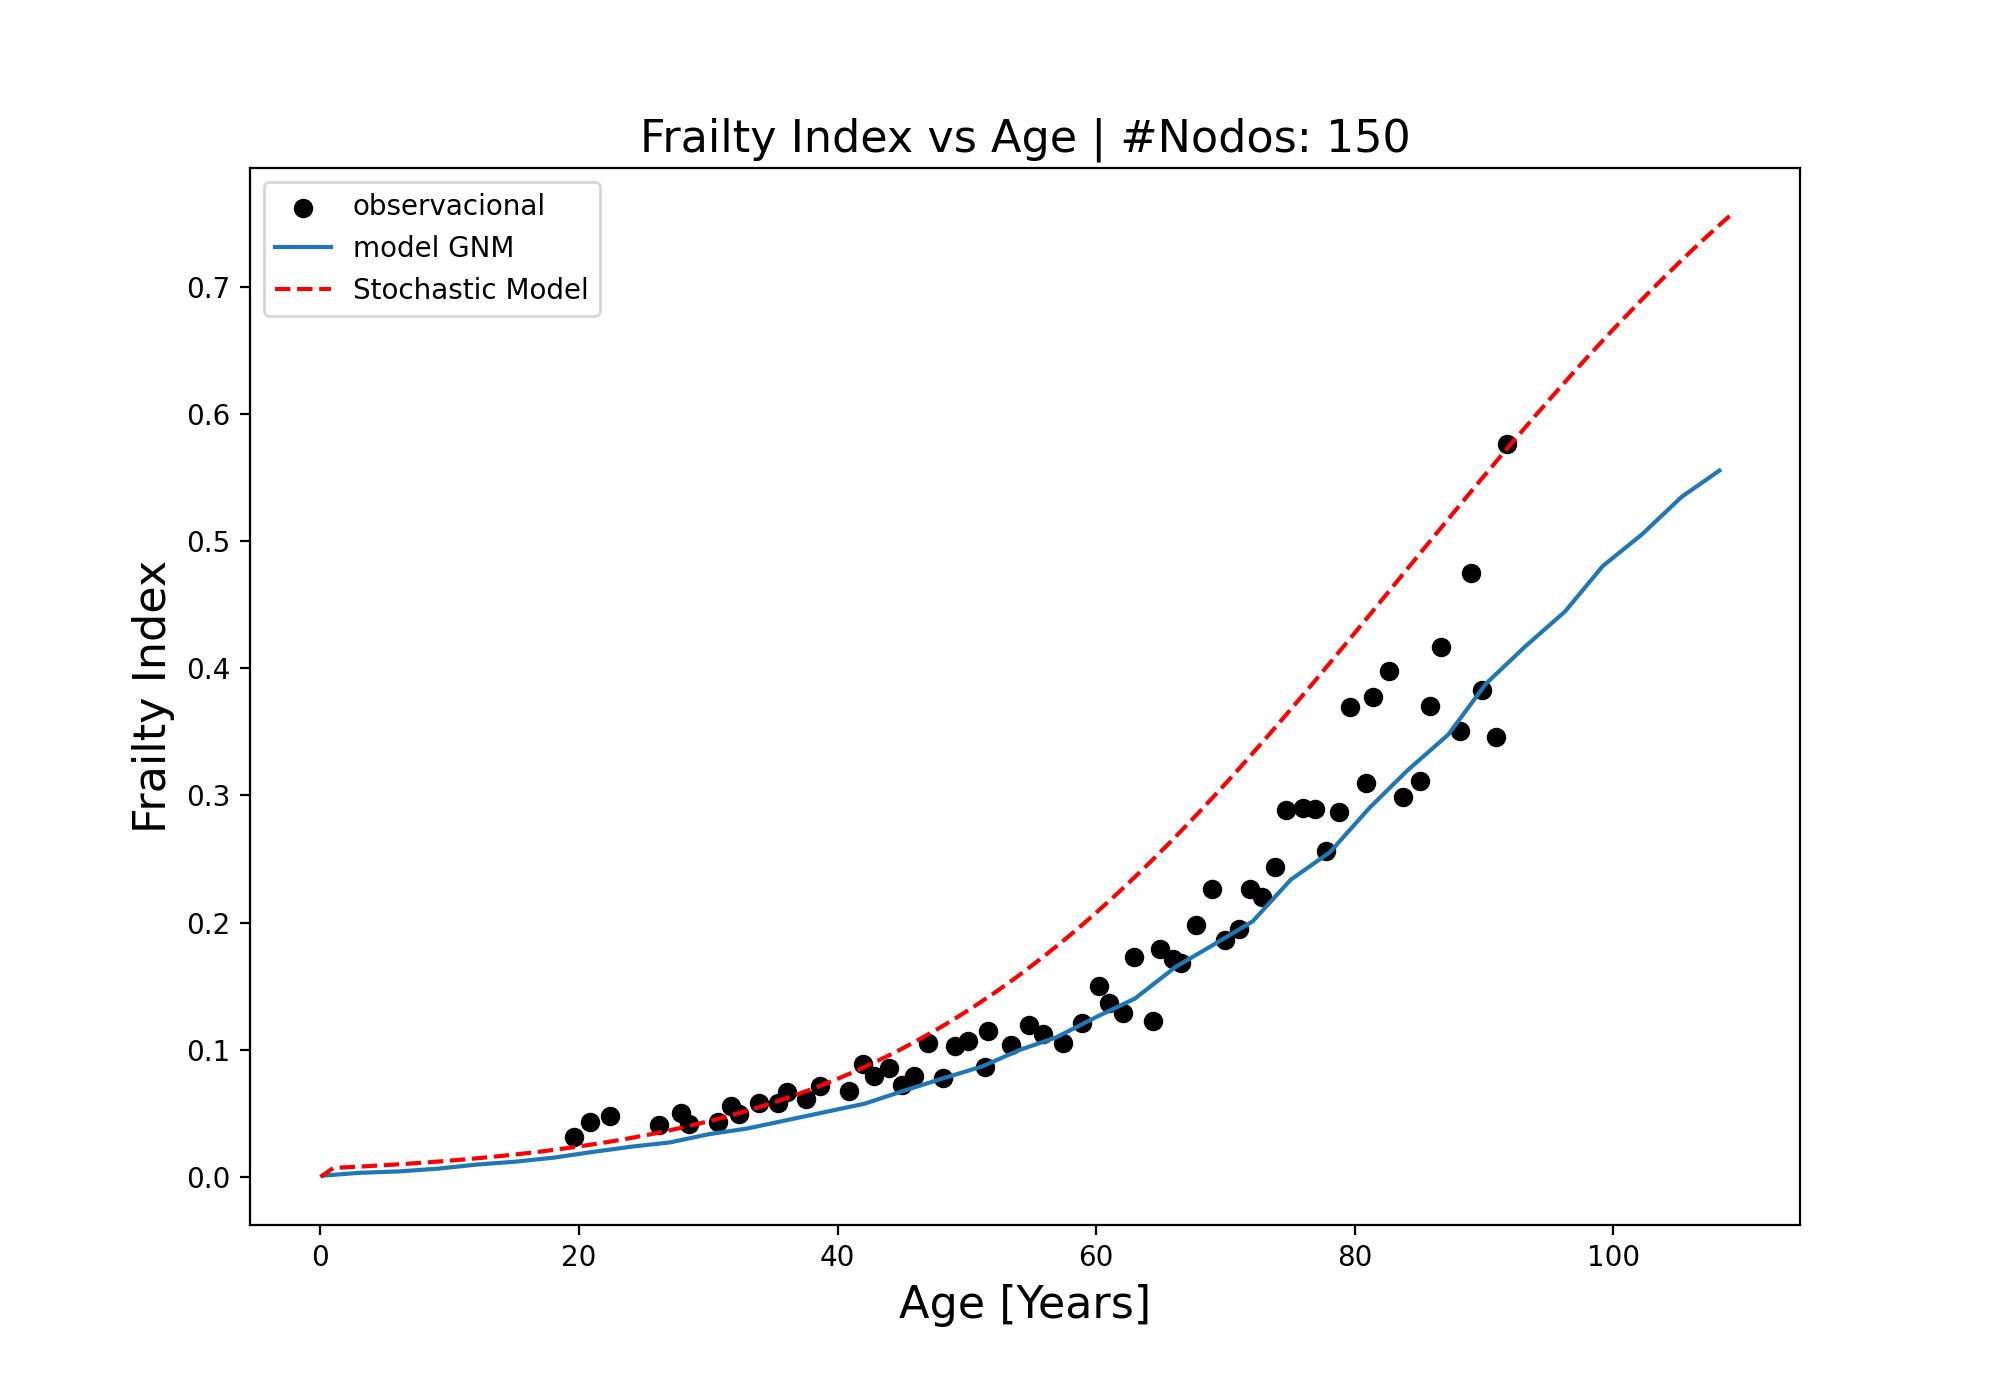 Frailty Index vs Age | #Nodos: 150
observacional
model GNM
Stochastic Model
0.7
0.6
0.5
0.4
0.3
0.2
0.1
0.0
Frailty Index
0 20 40 60 80 100
Age [Years]